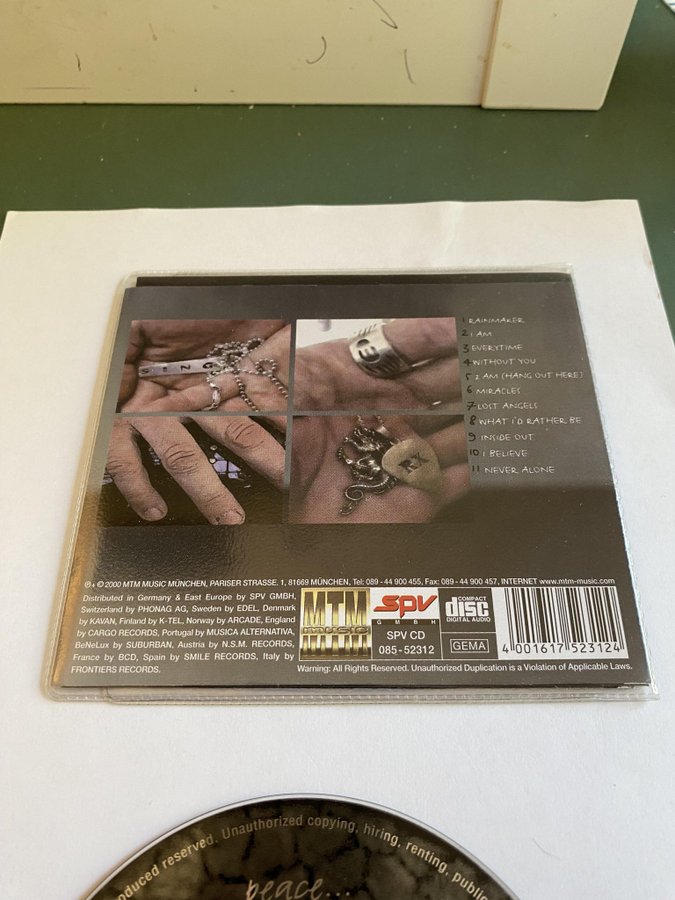 1 RAINMAKER
2 I AM
3 EVERYTIME
4 WITHOUT YOU
5 2 AM (HANG OUT HERE)
6 MIRACLES
7 LOST ANGELS
8 WHAT I'D RATHER BE
9 INSIDE OUT
10 I BELIEVE
11 NEVER ALONE
RX
℗ + © 2000 MTM MUSIC MÜNCHEN, PARISER STRASSE. 1, 81669 MÜNCHEN, Tel: 089 - 44 900 455, Fax: 089 - 44 900 457, INTERNET www.mtm-music.com
Distributed in Germany & East Europe by SPV GMBH,
Switzerland by PHONAG AG, Sweden by EDEL, Denmark
by KAVAN, Finland by K-TEL, Norway by ARCADE, England
by CARGO RECORDS, Portugal by MUSICA ALTERNATIVA,
BeNeLux by SUBURBAN, Austria by N.S.M. RECORDS,
France by BCD, Spain by SMILE RECORDS, Italy by
FRONTIERS RECORDS.
MTM
music
SPV
GMBH
SPV CD
085-52312
COMPACT
disc
DIGITAL AUDIO
GEMA
4 001617 523124
Warning: All Rights Reserved. Unauthorized Duplication is a Violation of Applicable Laws.
reserved. Unauthorized copying, hiring, renting,
peace...